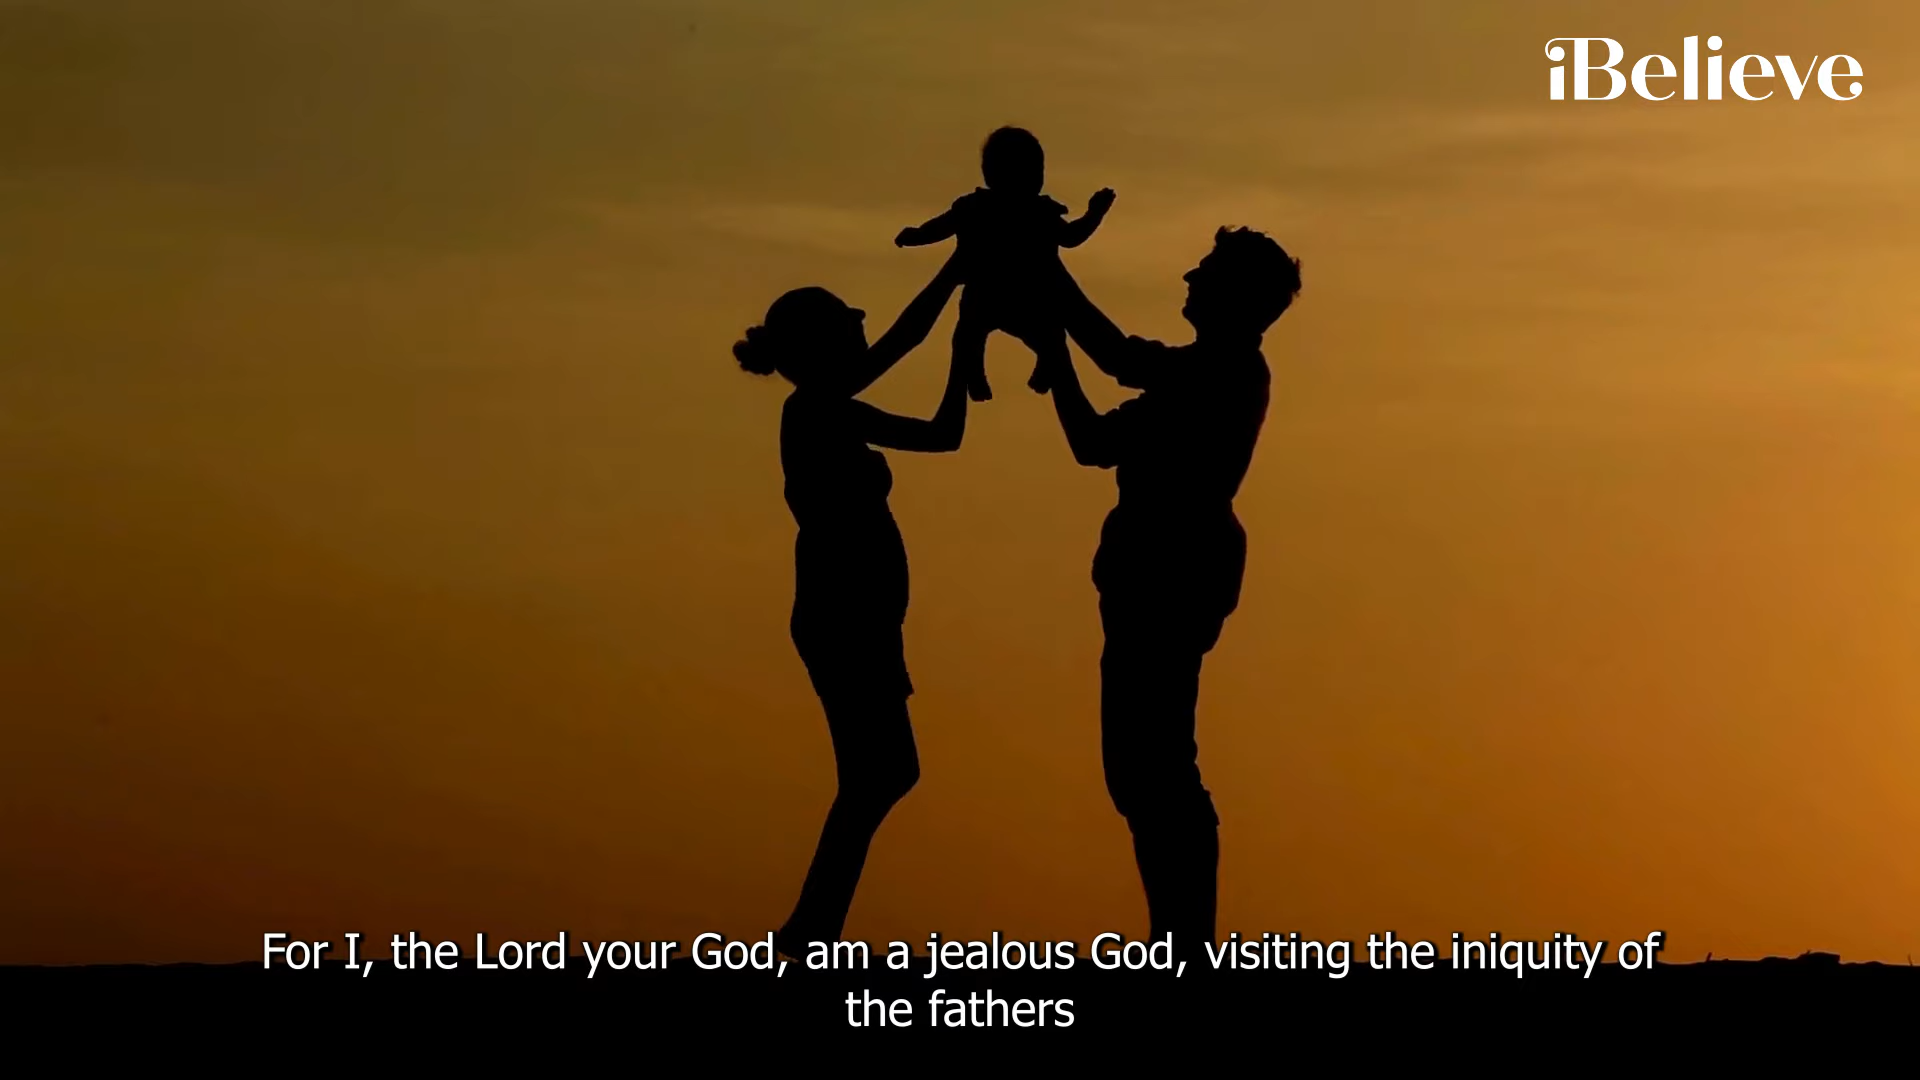 iBelieve
For I, the Lord your God, am a jealous God, visiting the iniquity of
the fathers